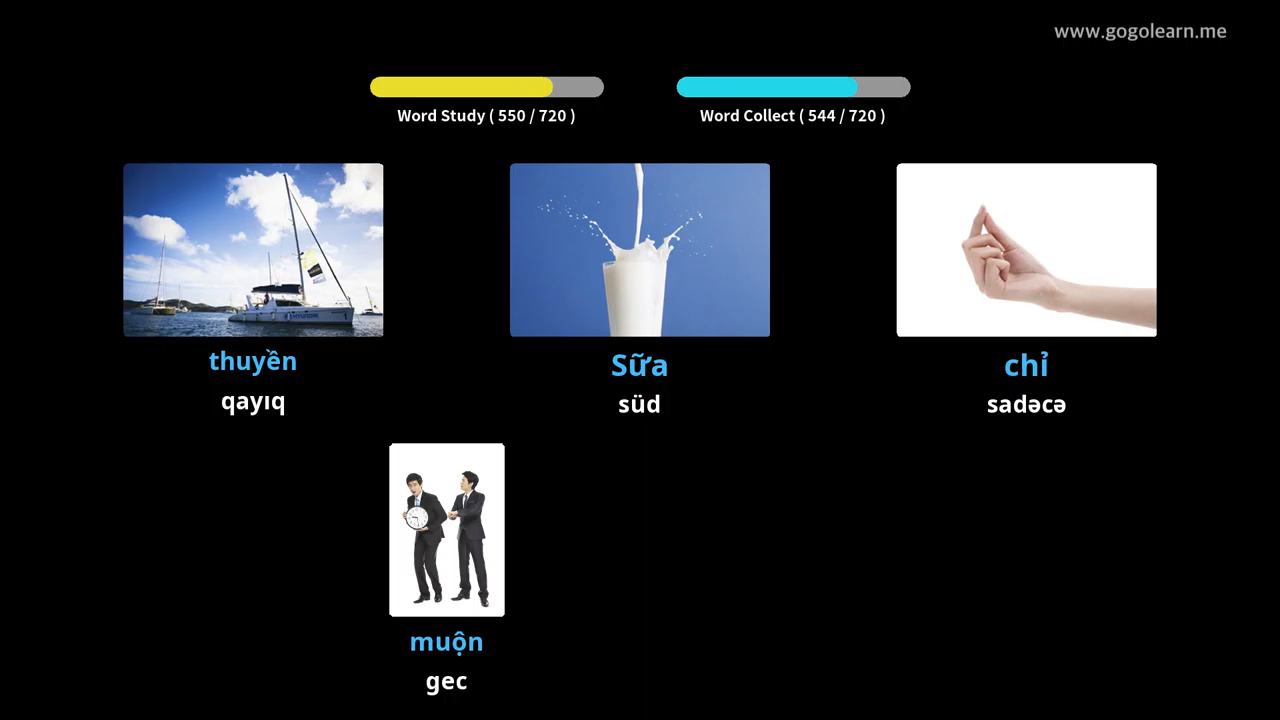 www.gogolearn.me
Word Study ( 550 / 720 )
Word Collect ( 544 / 720 )
thuyền
qayıq
Sữa
süd
chỉ
sadəcə
muộn
gec